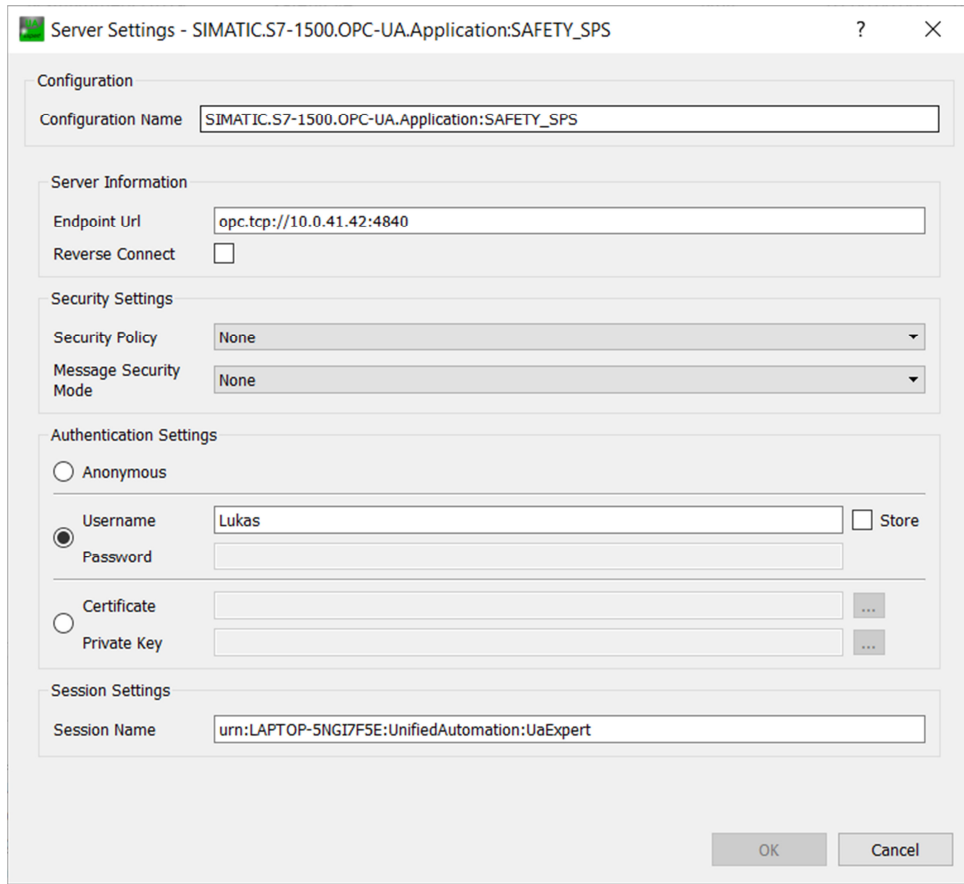 Server Settings - SIMATIC.S7-1500.OPC-UA.Application:SAFETY_SPS ?
Configuration
Configuration Name SIMATIC.S7-1500.OPC-UA.Application:SAFETY_SPS
Server Information
Endpoint Url opc.tcp://10.0.41.42:4840
Reverse Connect
Security Settings
Security Policy None
Message Security
Mode
None
Authentication Settings
Anonymous
Username Lukas Store
Password
Certificate ...
Private Key ...
Session Settings
Session Name urn:LAPTOP-5NGI7F5E:UnifiedAutomation:UaExpert
OK Cancel